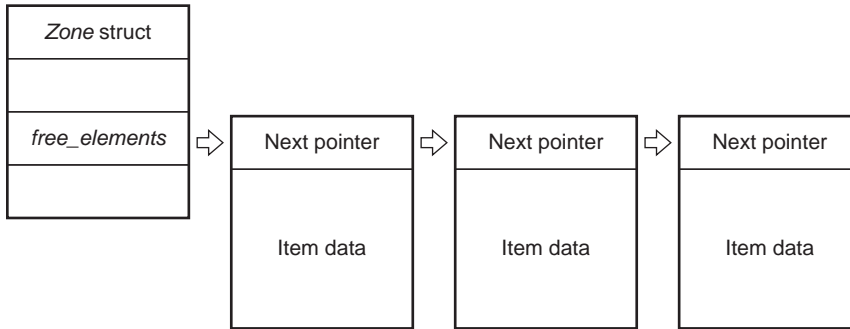 Zone struct
free_elements
Next pointer
Next pointer
Next pointer
Item data
Item data
Item data